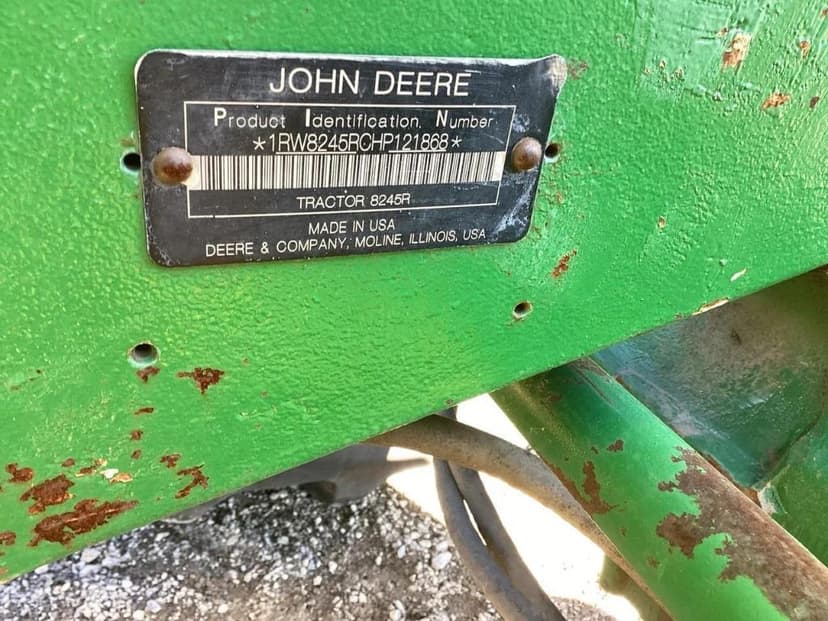 JOHN DEERE
Product Identification Number
*1RW8245RCHP121868*
TRACTOR 8245R
MADE IN USA
DEERE & COMPANY, MOLINE, ILLINOIS, USA